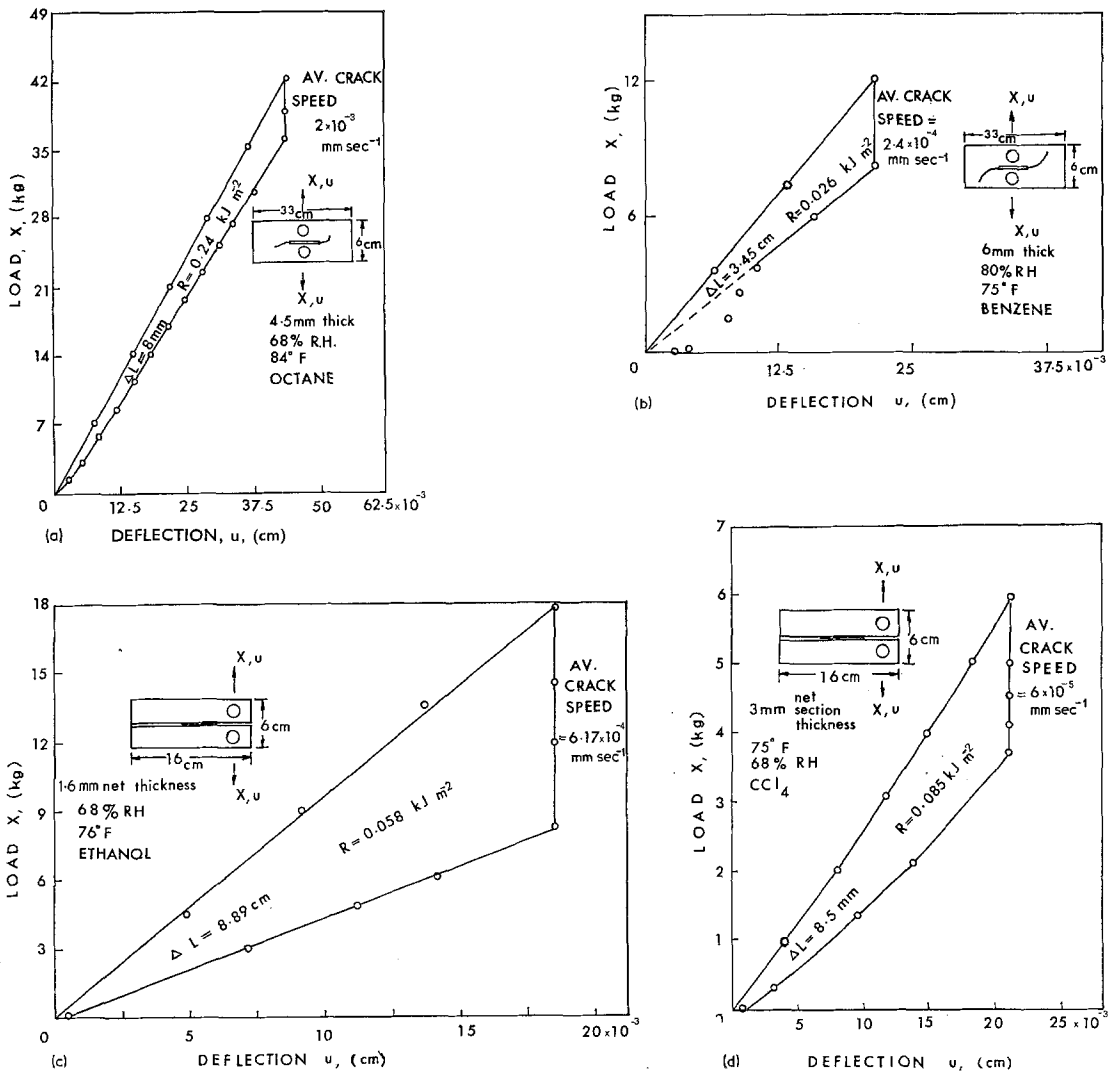 49
42
35
28
21
14
7
0
LOAD, X, (kg)
AV. CRACK
SPEED
2×10⁻³
mm sec⁻¹
R = 0.24 kJ m⁻²
ΔL = 8mm
X,u
33cm
6cm
X,u
4·5mm thick
68% R.H.
84° F
OCTANE
12·5
25
37·5
50
62·5×10⁻³
(a) DEFLECTION, u, (cm)
12
6
0
LOAD X, (kg)
AV. CRACK
SPEED =
2·4×10⁻⁴
mm sec⁻¹
R=0.026 kJ m⁻²
ΔL=3.45 cm
X,u
33cm
6cm
X,u
6mm thick
80% RH
75° F
BENZENE
12·5
25
37·5×10⁻³
(b) DEFLECTION u, (cm)
18
15
12
9
6
3
0
LOAD X, (kg)
X,u
6cm
16cm
X,u
1·6mm net thickness
68% RH
76° F
ETHANOL
AV.
CRACK
SPEED
=6·17×10⁻⁴
mm sec⁻¹
R = 0.058 kJ m⁻²
Δ L = 8·89 cm
5
10
15
20×10⁻³
(c) DEFLECTION u, (cm)
7
6
5
4
3
2
1
0
LOAD X, (kg)
X,u
6cm
16cm
X,u
3mm net
section
thickness
75° F
68% RH
CCl₄
AV.
CRACK
SPEED
= 6×10⁻⁵
mm sec⁻¹
R=0.085 kJ m⁻²
ΔL= 8·5 mm
5
10
15
20
25 ×10⁻³
DEFLECTION u, (cm)